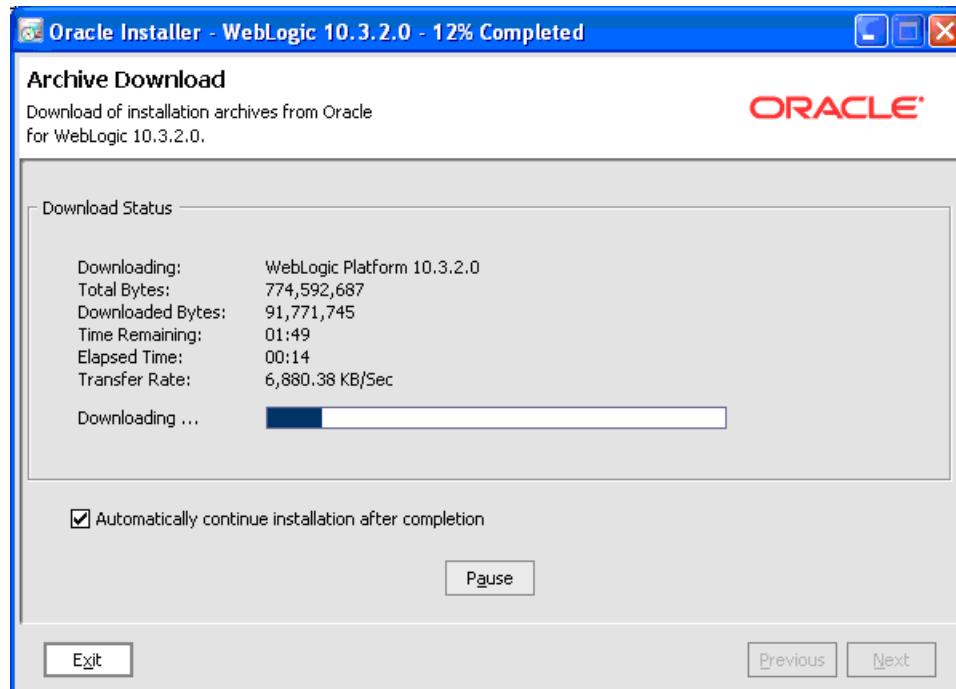 Oracle Installer - WebLogic 10.3.2.0 - 12% Completed
Archive Download
Download of installation archives from Oracle
for WebLogic 10.3.2.0.
ORACLE
Download Status
Downloading: WebLogic Platform 10.3.2.0
Total Bytes: 774,592,687
Downloaded Bytes: 91,771,745
Time Remaining: 01:49
Elapsed Time: 00:14
Transfer Rate: 6,880.38 KB/Sec
Downloading ...
Automatically continue installation after completion
Pause
Exit Previous Next